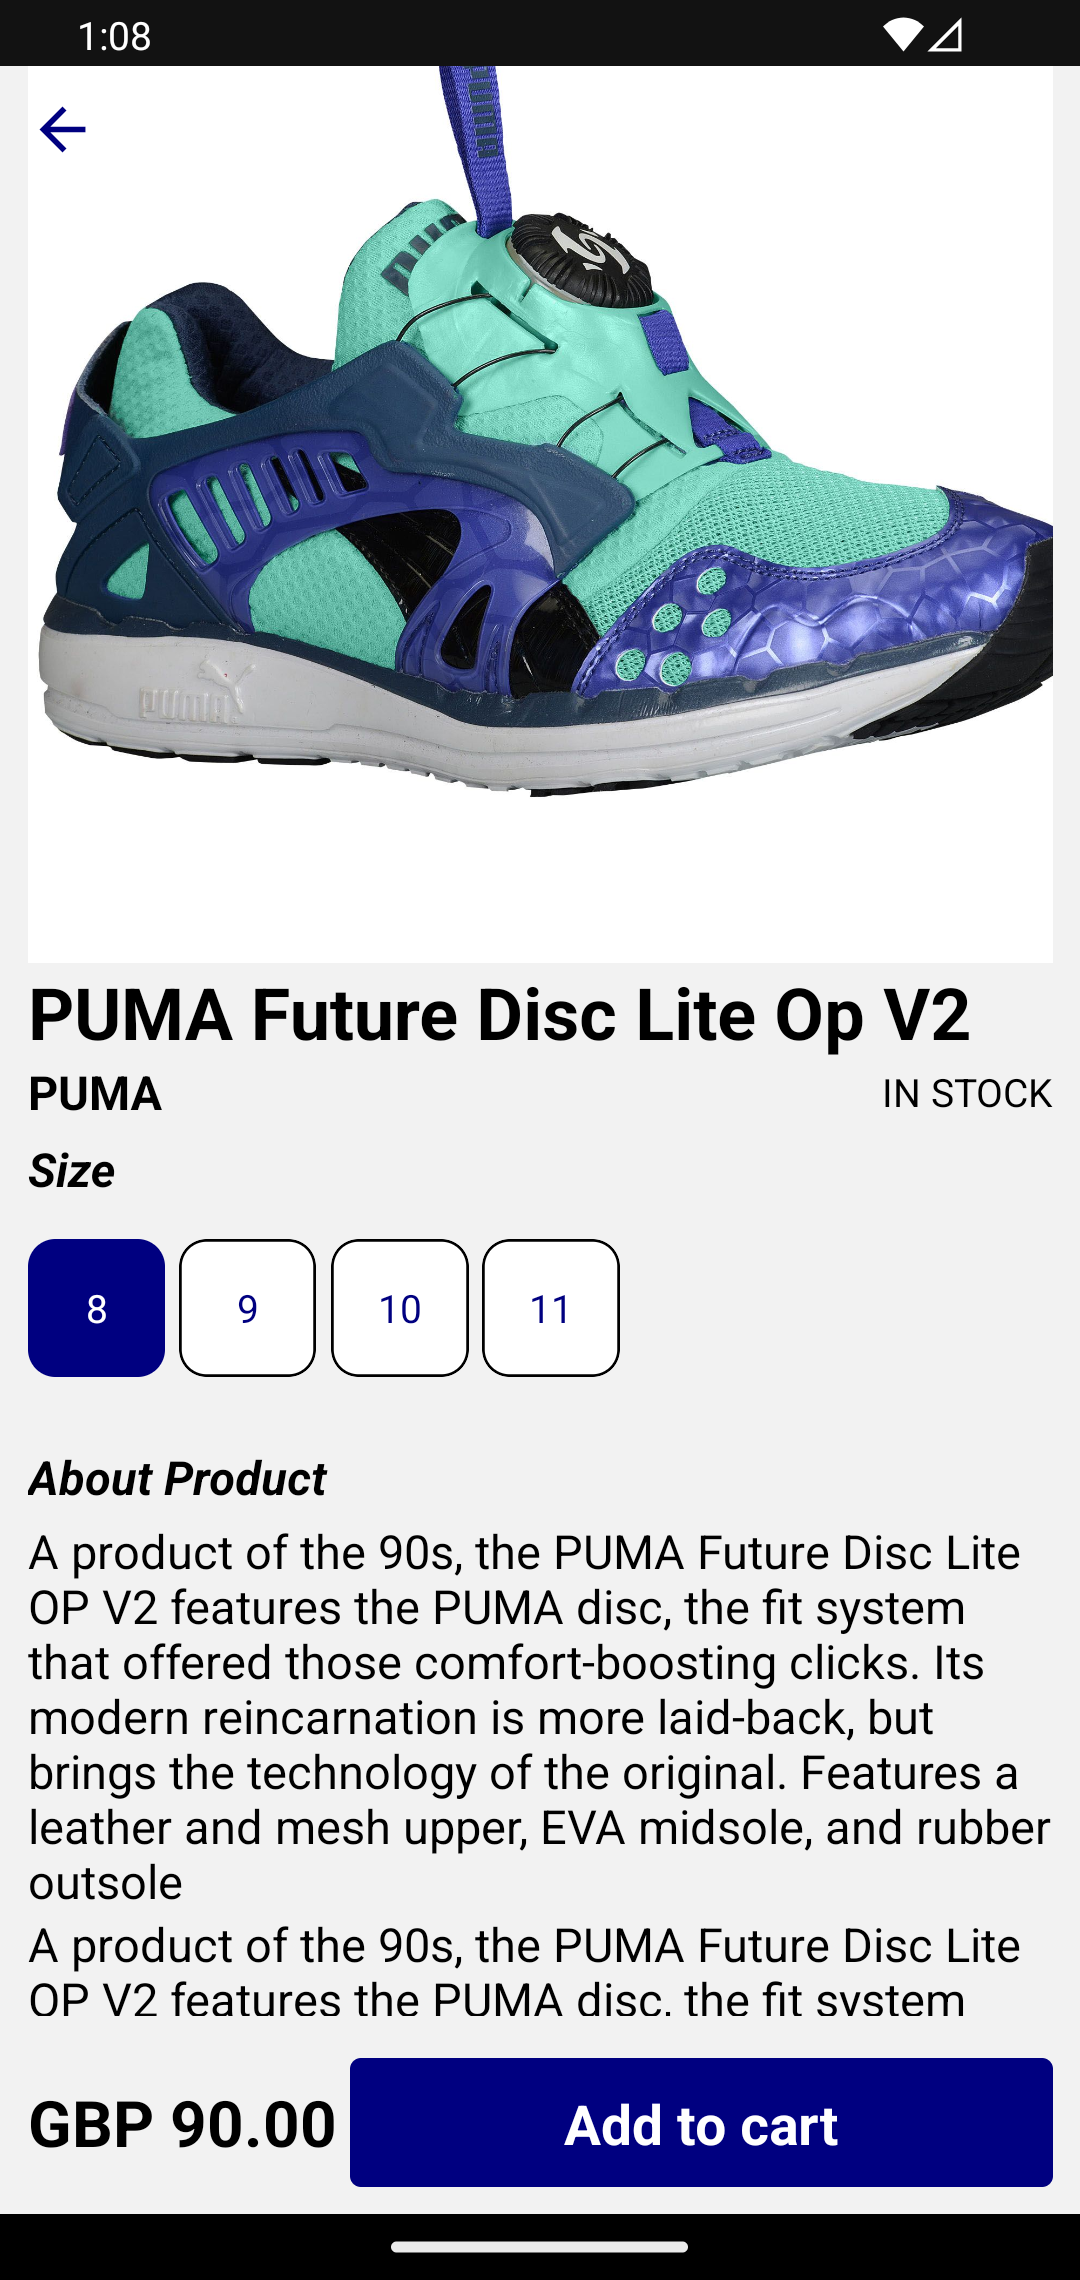 1:08
PUMA
PUMA
PUMA Future Disc Lite Op V2
PUMA
IN STOCK
Size
8
9
10
11
About Product
A product of the 90s, the PUMA Future Disc Lite
OP V2 features the PUMA disc, the fit system
that offered those comfort-boosting clicks. Its
modern reincarnation is more laid-back, but
brings the technology of the original. Features a
leather and mesh upper, EVA midsole, and rubber
outsole
A product of the 90s, the PUMA Future Disc Lite
OP V2 features the PUMA disc, the fit system
GBP 90.00
Add to cart